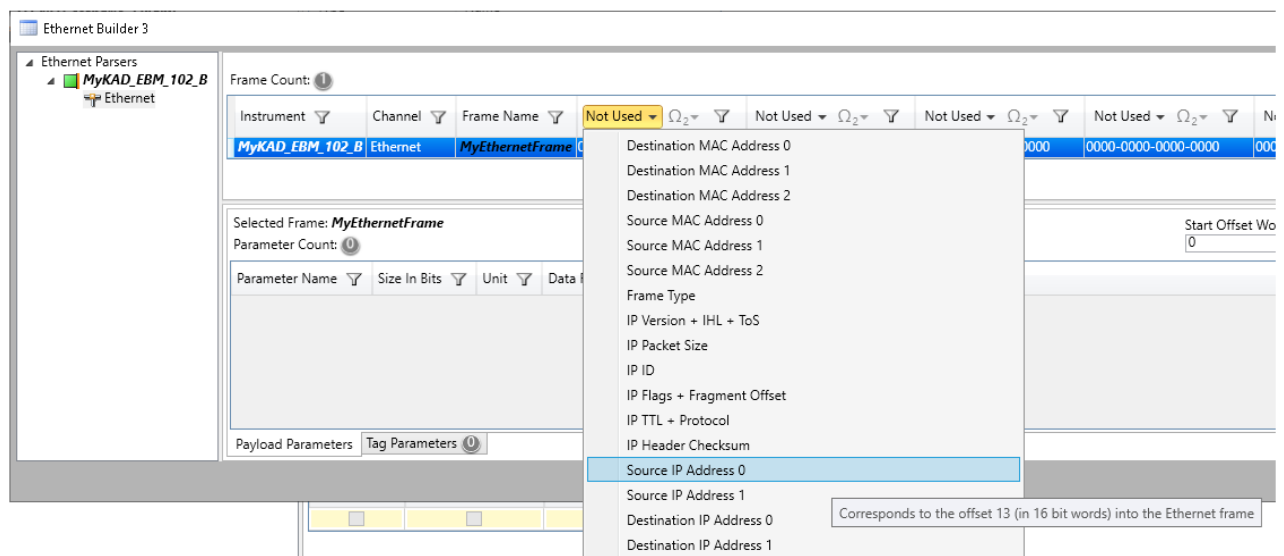 Ethernet Builder 3
Ethernet Parsers
MyKAD_EBM_102_B
Ethernet
Frame Count: 1
Instrument Channel Frame Name Not Used Ω2 Not Used Ω2 Not Used Ω2 Not Used Ω2
MyKAD_EBM_102_B Ethernet MyEthernetFrame 0000-0000-0000-0000
Selected Frame: MyEthernetFrame
Parameter Count: 0
Start Offset Wo
0
Parameter Name Size In Bits Unit Data
Payload Parameters Tag Parameters 0
Destination MAC Address 0
Destination MAC Address 1
Destination MAC Address 2
Source MAC Address 0
Source MAC Address 1
Source MAC Address 2
Frame Type
IP Version + IHL + ToS
IP Packet Size
IP ID
IP Flags + Fragment Offset
IP TTL + Protocol
IP Header Checksum
Source IP Address 0
Source IP Address 1
Destination IP Address 0
Destination IP Address 1
Corresponds to the offset 13 (in 16 bit words) into the Ethernet frame